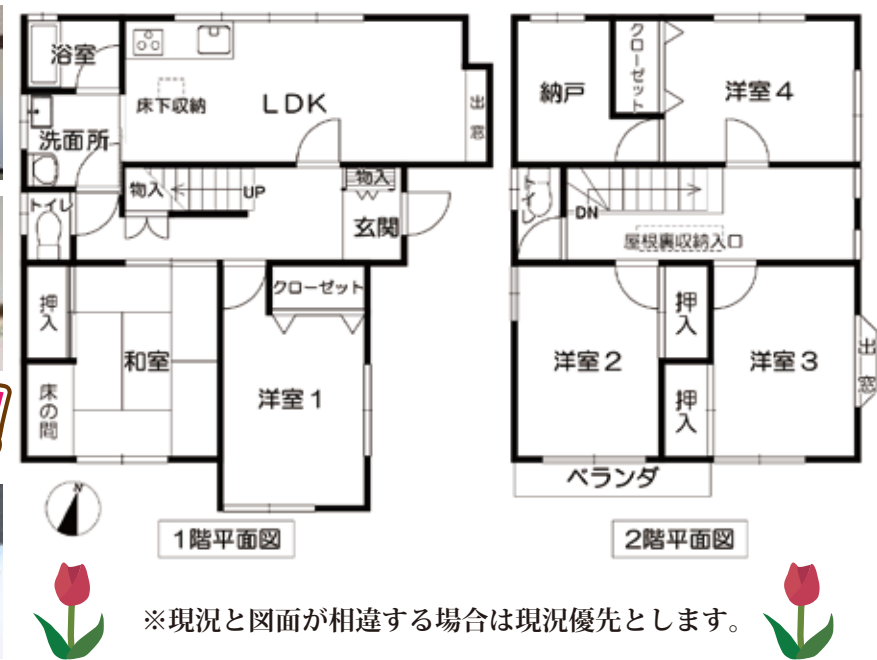 浴室
床下収納
LDK
出窓
洗面所
物入
UP
物入
トイレ
玄関
押入
和室
クローゼット
床の間
洋室1
N
1階平面図
納戸
クローゼット
洋室4
トイレ
DN
屋根裏収納入口
洋室2
押入
洋室3
出窓
押入
ベランダ
2階平面図
※現況と図面が相違する場合は現況優先とします。